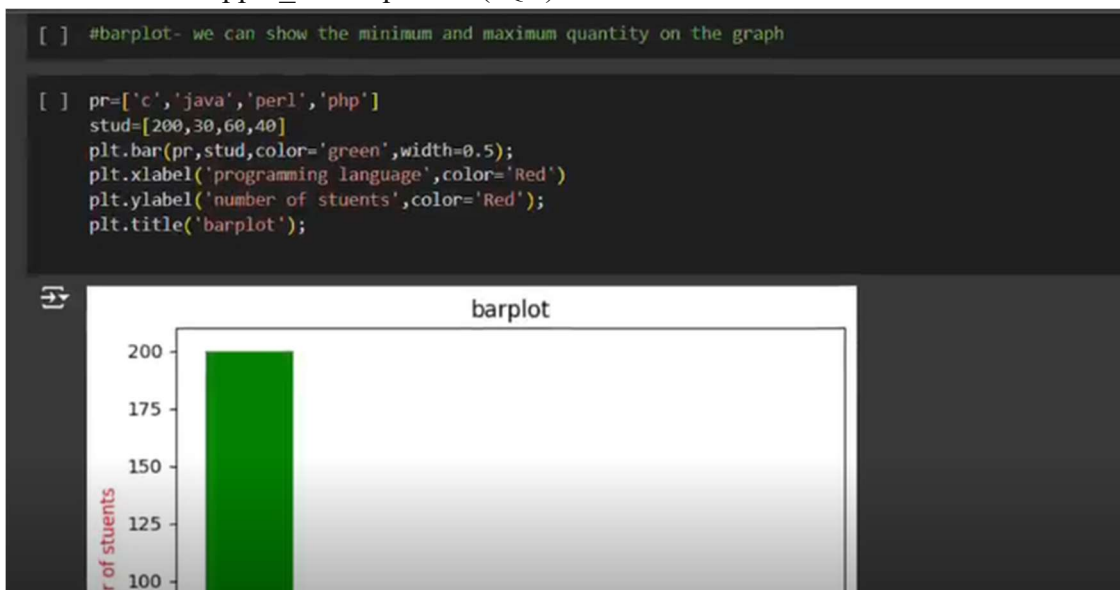 [ ] #barplot- we can show the minimum and maximum quantity on the graph
[ ] pr=['c','java','perl','php']
stud=[200,30,60,40]
plt.bar(pr,stud,color='green',width=0.5);
plt.xlabel('programming language',color='Red')
plt.ylabel('number of stuents',color='Red');
plt.title('barplot');
barplot
200
175
150
125
100
of stuents